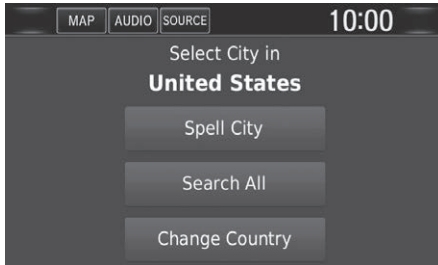 MAP AUDIO SOURCE 10:00
Select City in
United States
Spell City
Search All
Change Country